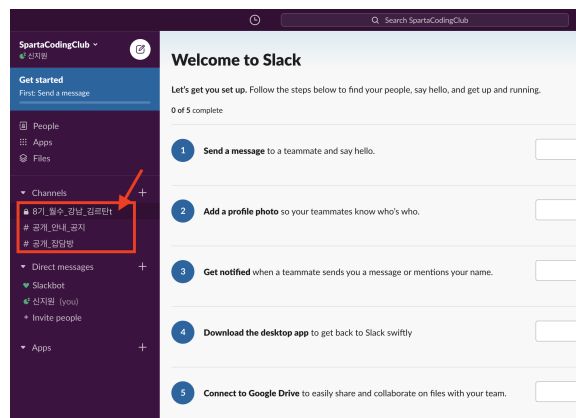 Search SpartaCodingClub
SpartaCodingClub
신지원
Get started
First: Send a message
People
Apps
Files
Channels
8기_월수_강남_김르탄t
# 공개_안내_공지
# 공개_잡담방
Direct messages
Slackbot
신지원 (you)
+ Invite people
Apps
Welcome to Slack
Let's get you set up. Follow the steps below to find your people, say hello, and get up and running.
0 of 5 complete
1 Send a message to a teammate and say hello.
2 Add a profile photo so your teammates know who's who.
3 Get notified when a teammate sends you a message or mentions your name.
4 Download the desktop app to get back to Slack swiftly
5 Connect to Google Drive to easily share and collaborate on files with your team.